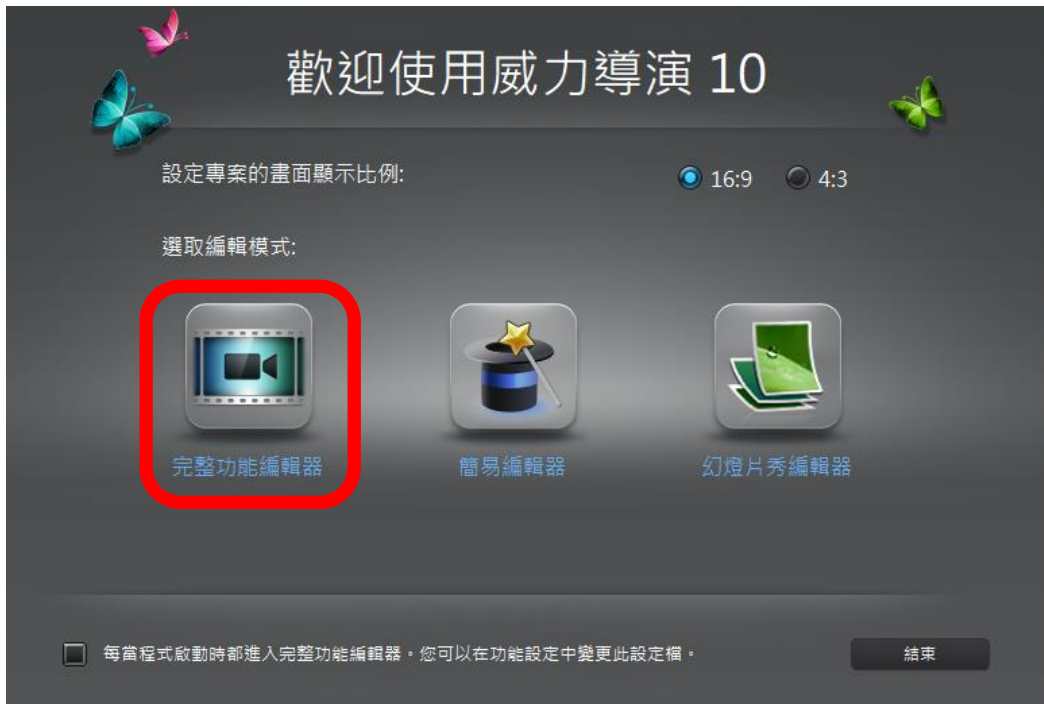 歡迎使用威力導演 10
設定專案的畫面顯示比例: 16:9 4:3
選取編輯模式:
完整功能編輯器 簡易編輯器 幻燈片秀編輯器
每當程式啟動時都進入完整功能編輯器。您可以在功能設定中變更此設定檔。 結束